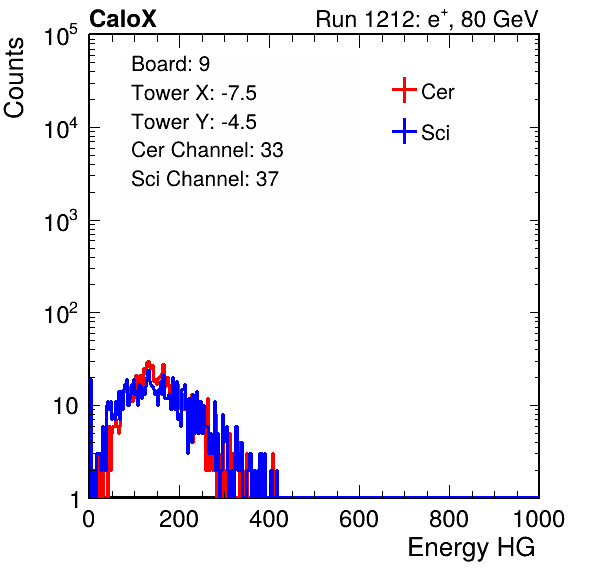 CaloX Run 1212: e⁺, 80 GeV
Counts
Board: 9
Tower X: -7.5
Tower Y: -4.5
Cer Channel: 33
Sci Channel: 37
Cer
Sci
10⁵
10⁴
10³
10²
10
1
0 200 400 600 800 1000
Energy HG